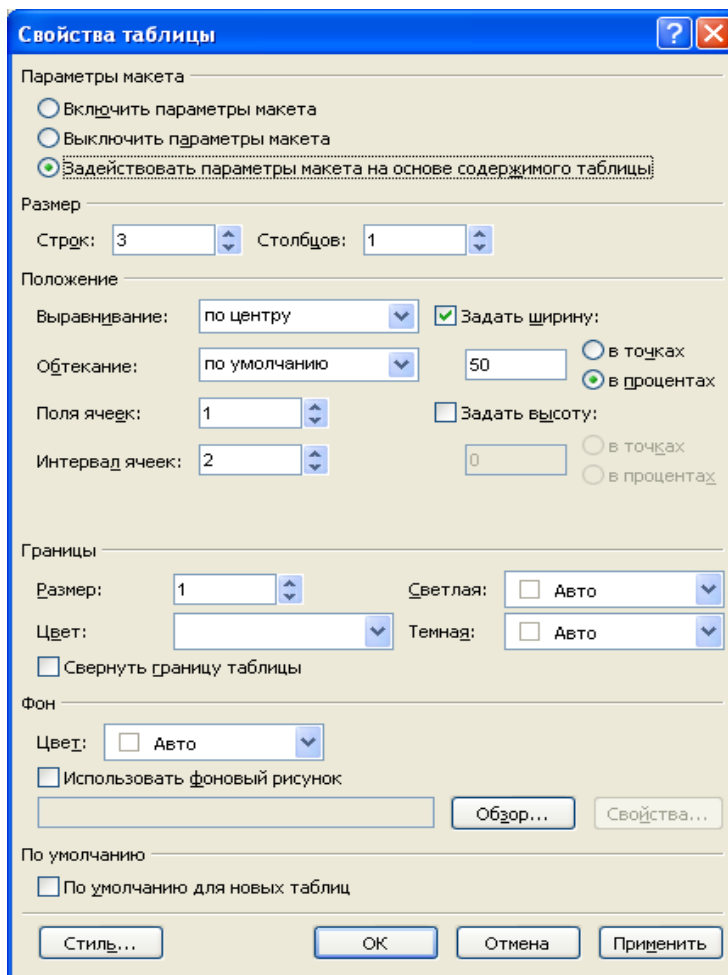 Свойства таблицы
Параметры макета
Включить параметры макета
Выключить параметры макета
Задействовать параметры макета на основе содержимого таблицы
Размер
Строк: 3 Столбцов: 1
Положение
Выравнивание: по центру Задать ширину:
Обтекание: по умолчанию 50 в точках
в процентах
Поля ячеек: 1 Задать высоту:
Интервал ячеек: 2 0 в точках
в процентах
Границы
Размер: 1 Светлая: Авто
Цвет: Темная: Авто
Свернуть границу таблицы
Фон
Цвет: Авто
Использовать фоновый рисунок
Обзор... Свойства...
По умолчанию
По умолчанию для новых таблиц
Стиль... ОК Отмена Применить